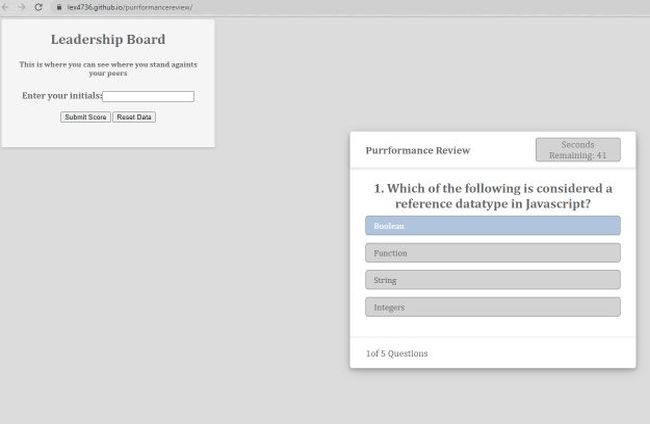 lex4736.github.io/purrformancereview/
Leadership Board
This is where you can see where you stand againts
your peers
Enter your initials:
Submit Score Reset Data
Purrformance Review
Seconds
Remaining: 41
1. Which of the following is considered a
reference datatype in Javascript?
Boolean
Function
String
Integers
1of 5 Questions